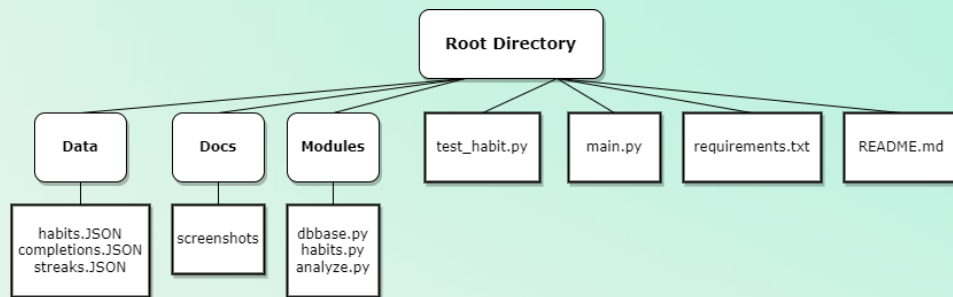 Root Directory
Data
Docs
Modules
test_habit.py
main.py
requirements.txt
README.md
habits.JSON
completions.JSON
streaks.JSON
screenshots
dbbase.py
habits.py
analyze.py